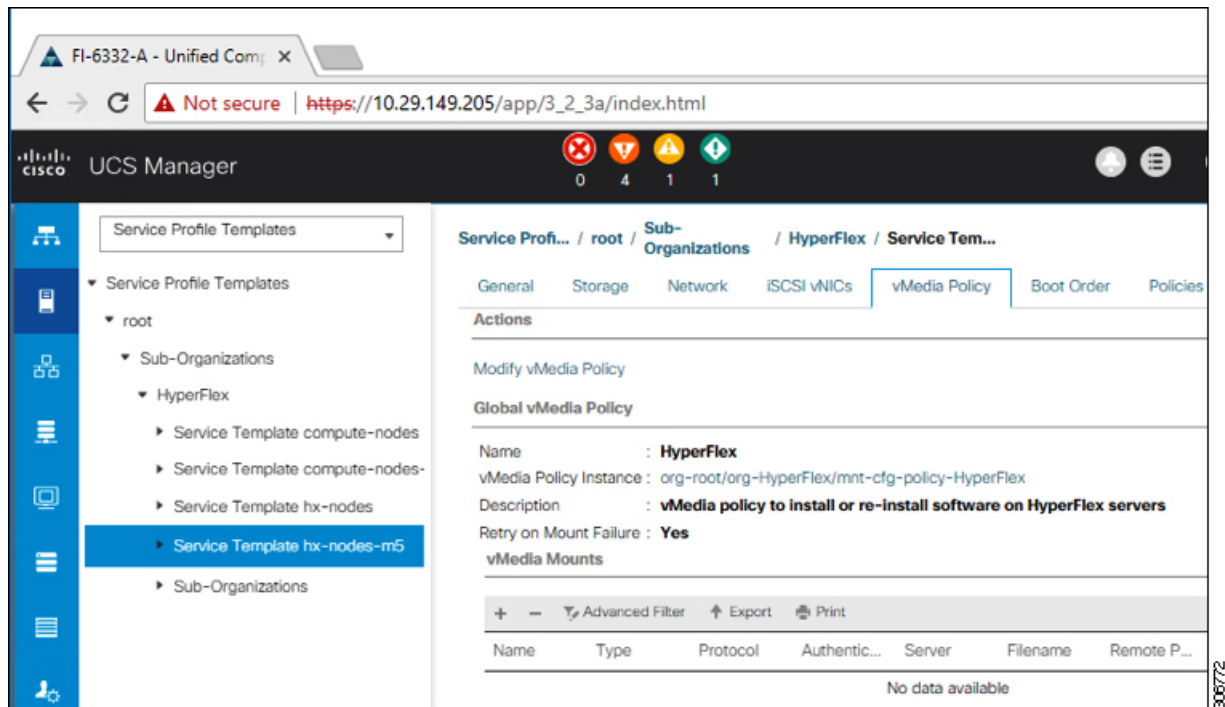 FI-6332-A - Unified Comp
Not secure | https://10.29.149.205/app/3_2_3a/index.html
cisco UCS Manager
0 4 1 1
Service Profile Templates
Service Profile Templates
root
Sub-Organizations
HyperFlex
Service Template compute-nodes
Service Template compute-nodes-
Service Template hx-nodes
Service Template hx-nodes-m5
Sub-Organizations
Service Profi... / root / Sub-Organizations / HyperFlex / Service Tem...
General Storage Network iSCSI vNICs vMedia Policy Boot Order Policies
Actions
Modify vMedia Policy
Global vMedia Policy
Name : HyperFlex
vMedia Policy Instance : org-root/org-HyperFlex/mnt-cfg-policy-HyperFlex
Description : vMedia policy to install or re-install software on HyperFlex servers
Retry on Mount Failure : Yes
vMedia Mounts
+ − Advanced Filter Export Print
Name Type Protocol Authentic... Server Filename Remote P...
No data available
306772